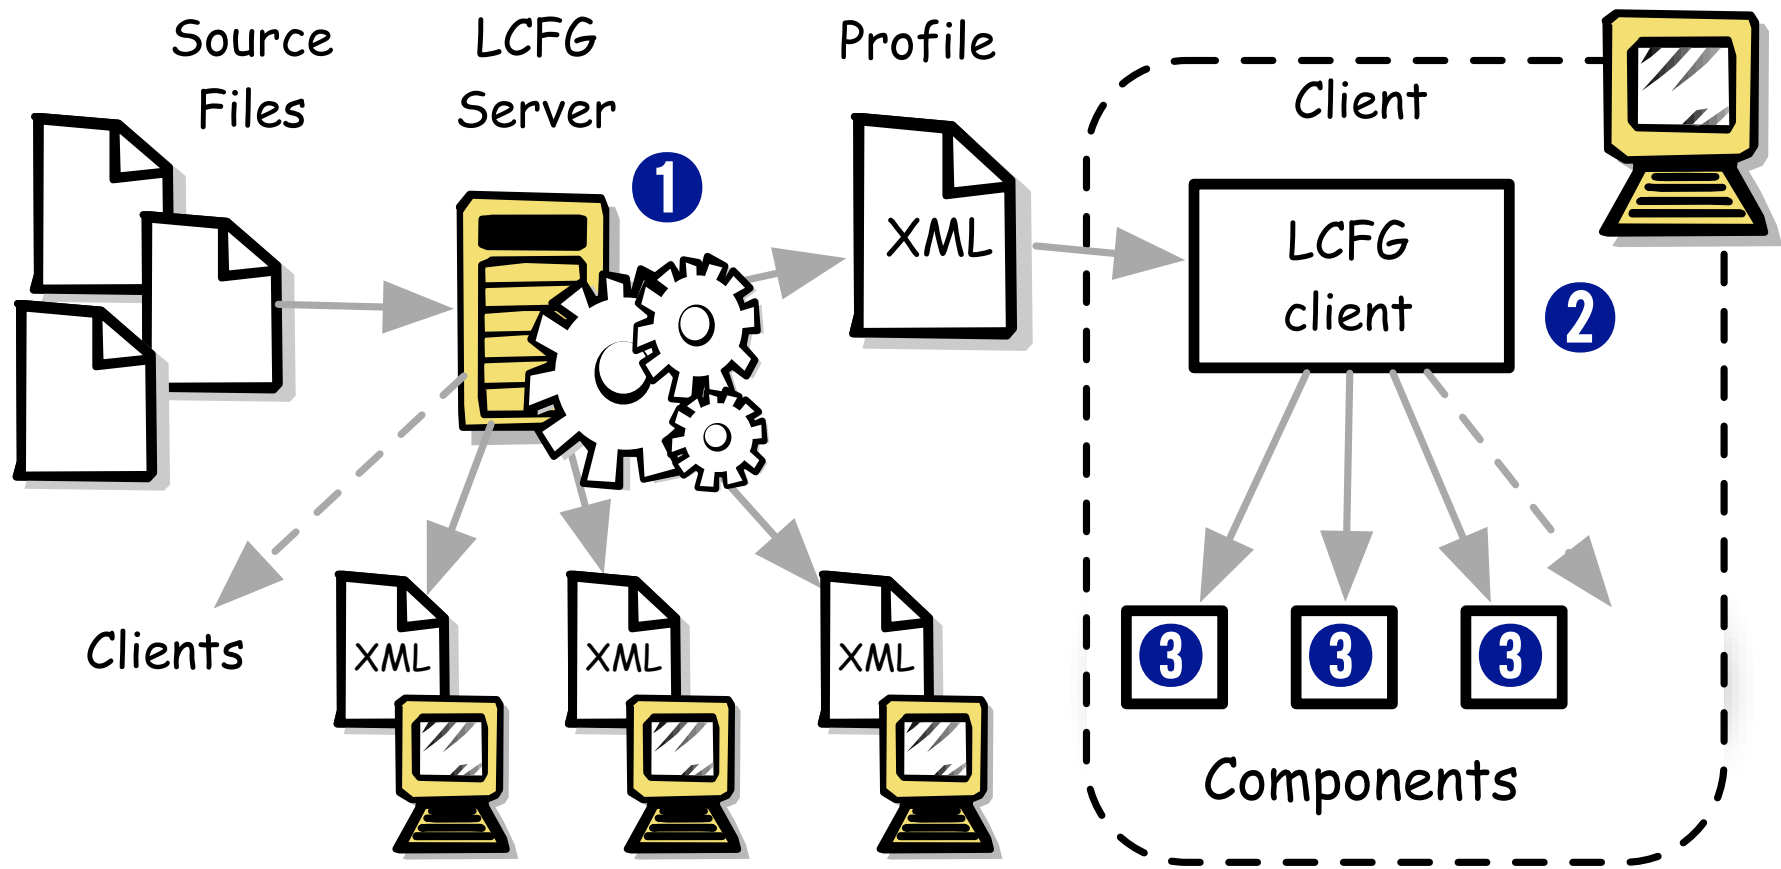 Source
Files
LCFG
Server
Profile
Client
1
XML
LCFG
client
2
Clients
XML
XML
XML
3
3
3
Components